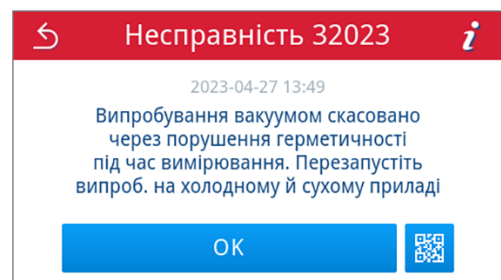 Несправність 32023
i
2023-04-27 13:49
Випробування вакуумом скасовано
через порушення герметичності
під час вимірювання. Перезапустіть
випроб. на холодному й сухому приладі
OK